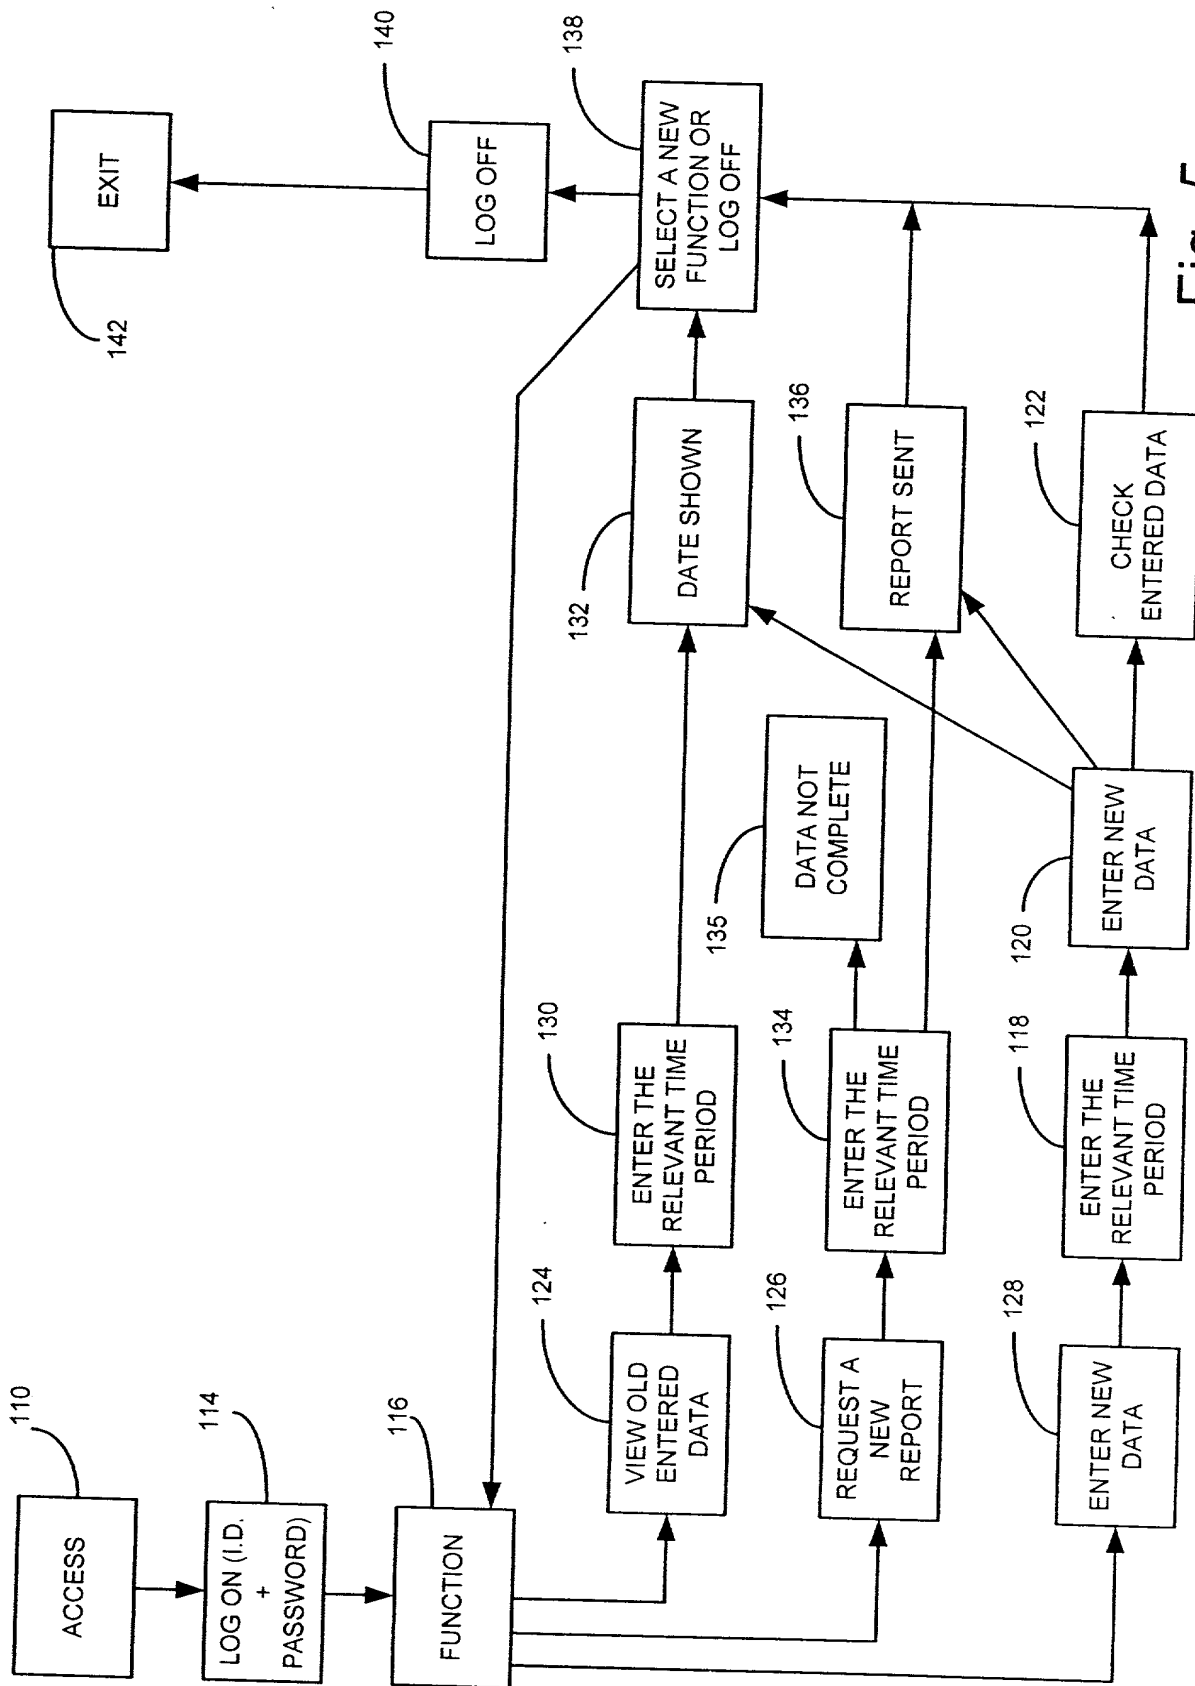 110
ACCESS
142
EXIT
114
LOG ON (I.D.
+
PASSWORD)
140
LOG OFF
116
FUNCTION
138
SELECT A NEW
FUNCTION OR
LOG OFF
124
VIEW OLD
ENTERED
DATA
130
ENTER THE
RELEVANT TIME
PERIOD
132
DATE SHOWN
126
REQUEST A
NEW
REPORT
134
ENTER THE
RELEVANT TIME
PERIOD
135
DATA NOT
COMPLETE
136
REPORT SENT
128
ENTER NEW
DATA
118
ENTER THE
RELEVANT TIME
PERIOD
120
ENTER NEW
DATA
122
CHECK
ENTERED DATA
Fig.